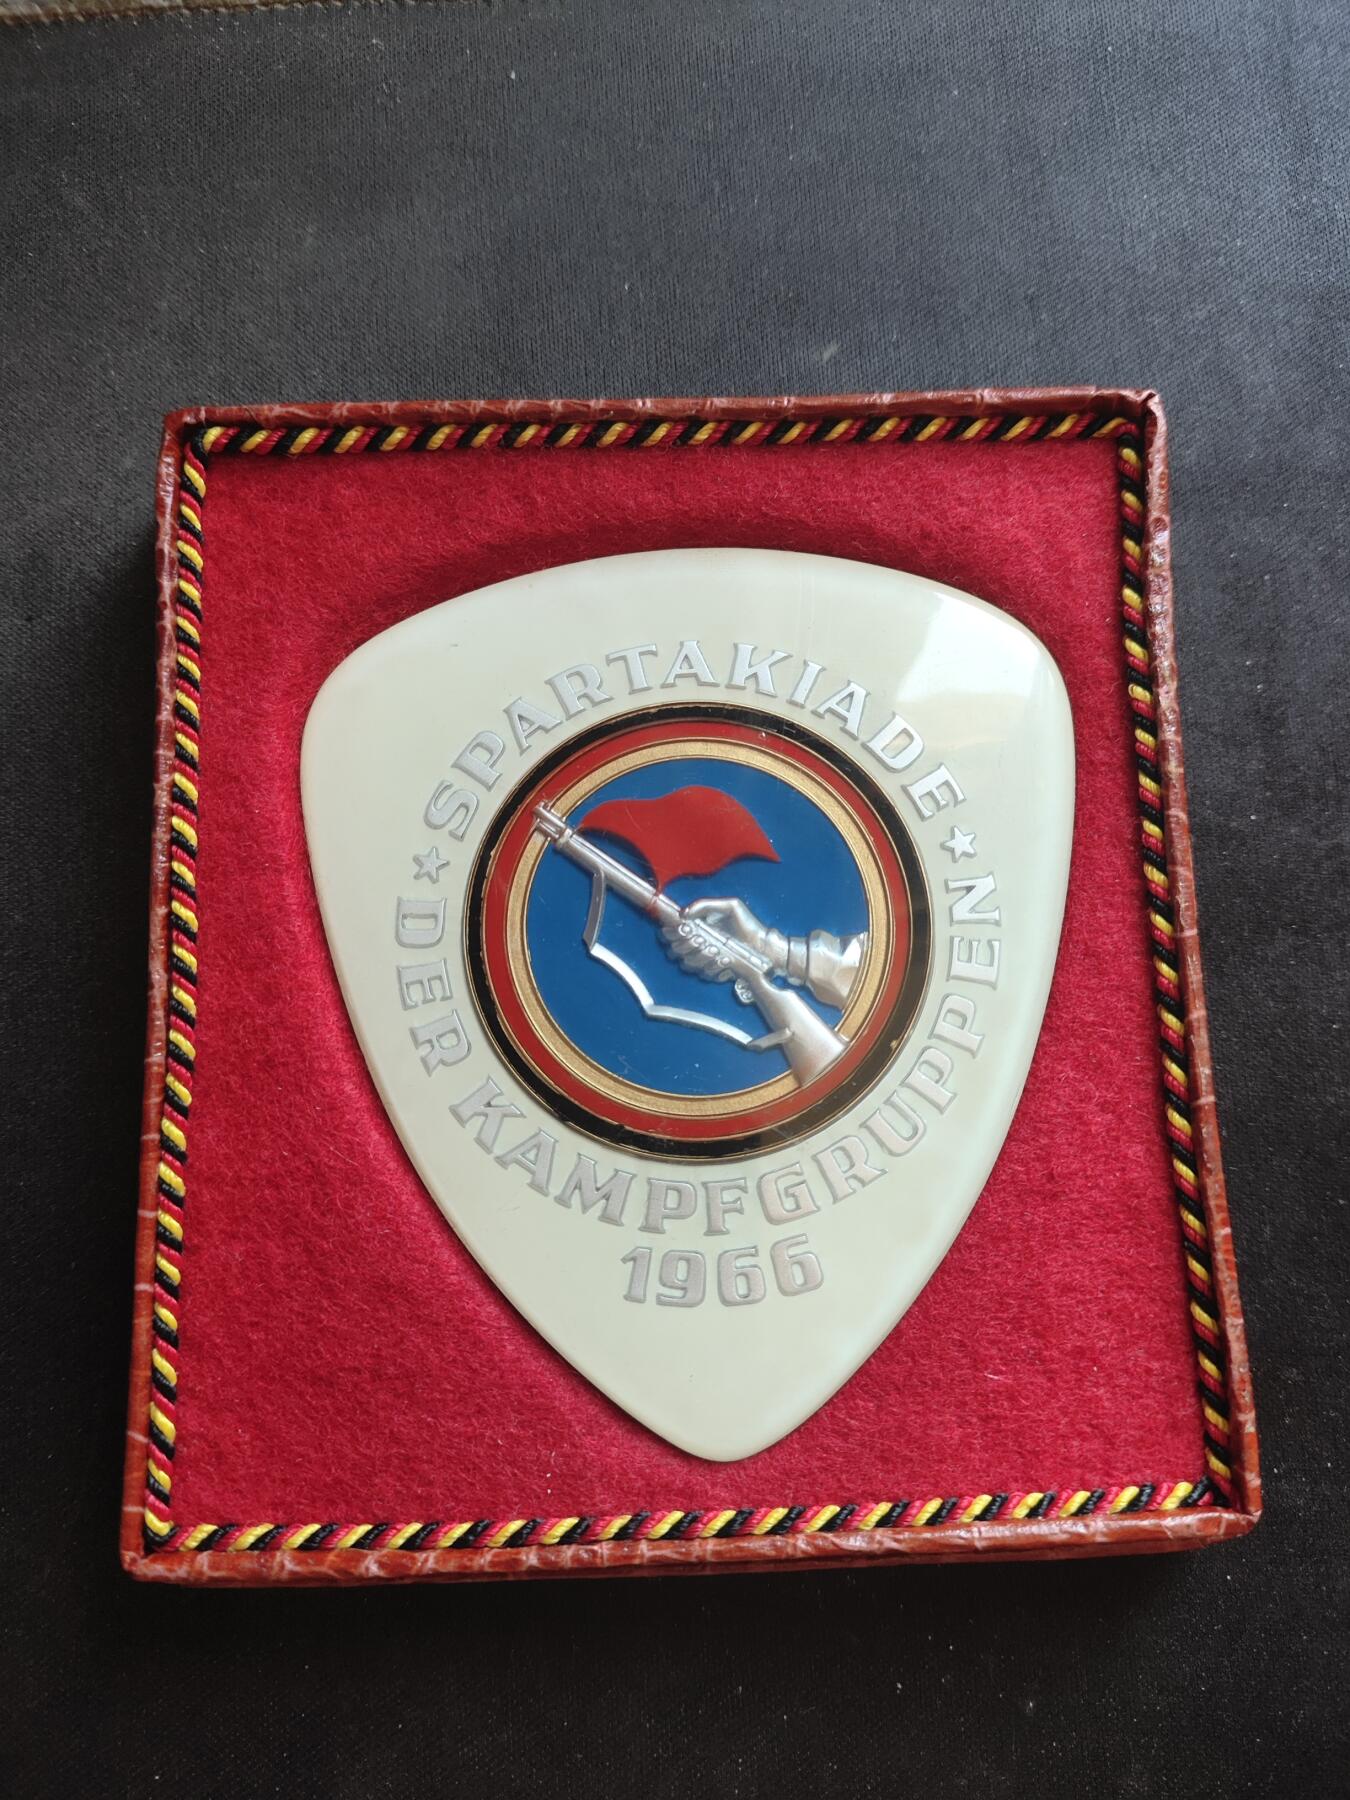 SPARTAKIADE
★ DER KAMPFGRUPPEN ★
1966